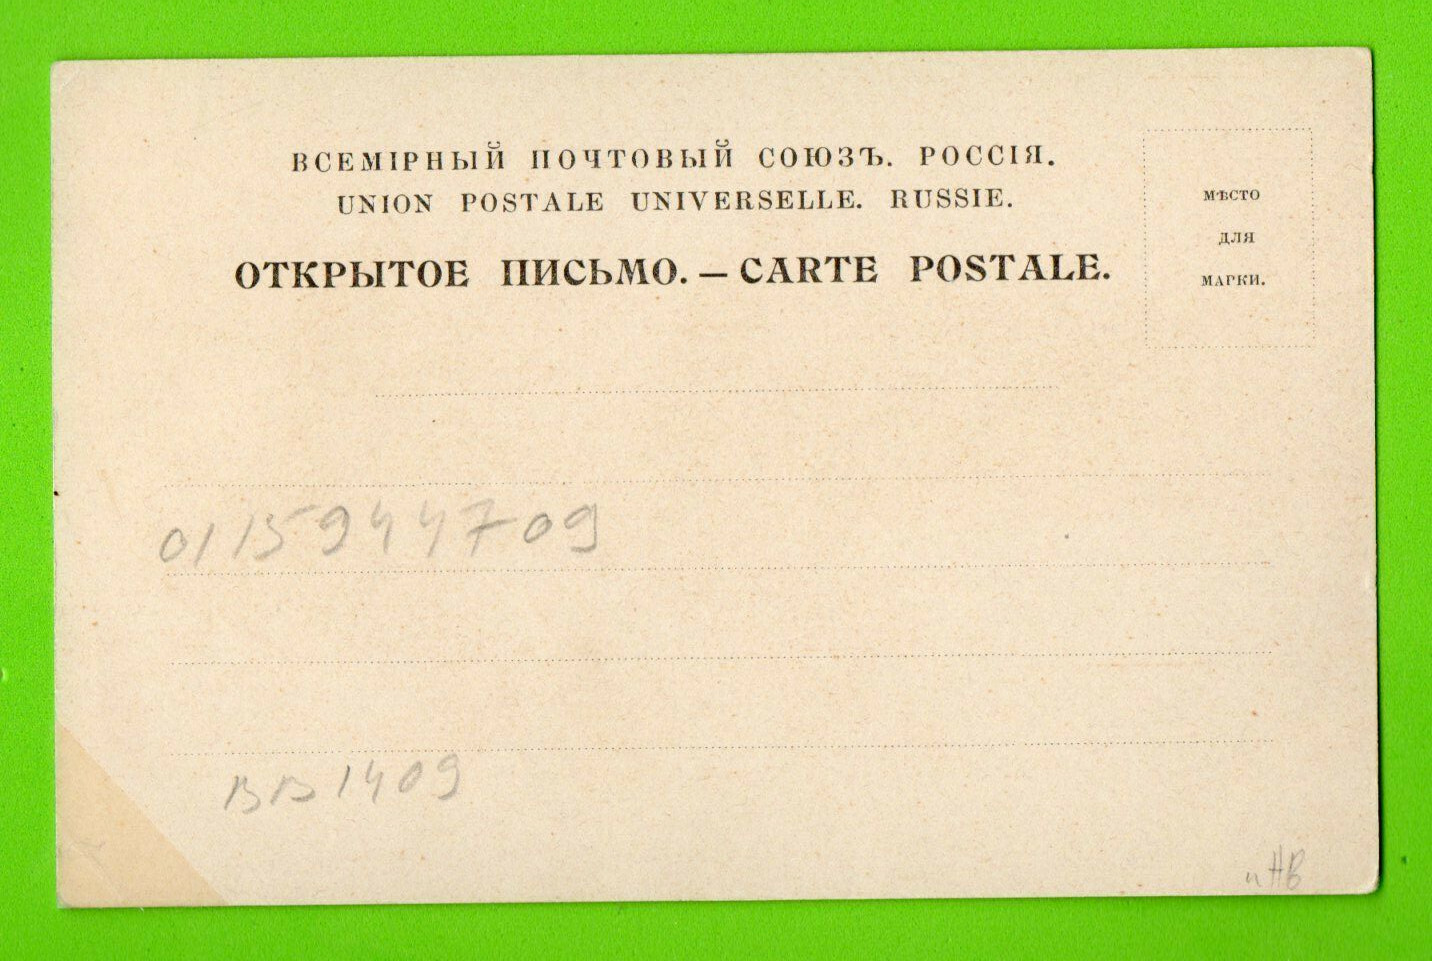 ВСЕМІРНЫЙ ПОЧТОВЫЙ СОЮЗЪ. РОССІЯ.
UNION POSTALE UNIVERSELLE. RUSSIE.
ОТКРЫТОЕ ПИСЬМО. — CARTE POSTALE.
МѢСТО
ДЛЯ
МАРКИ.
0115944709
BB1409